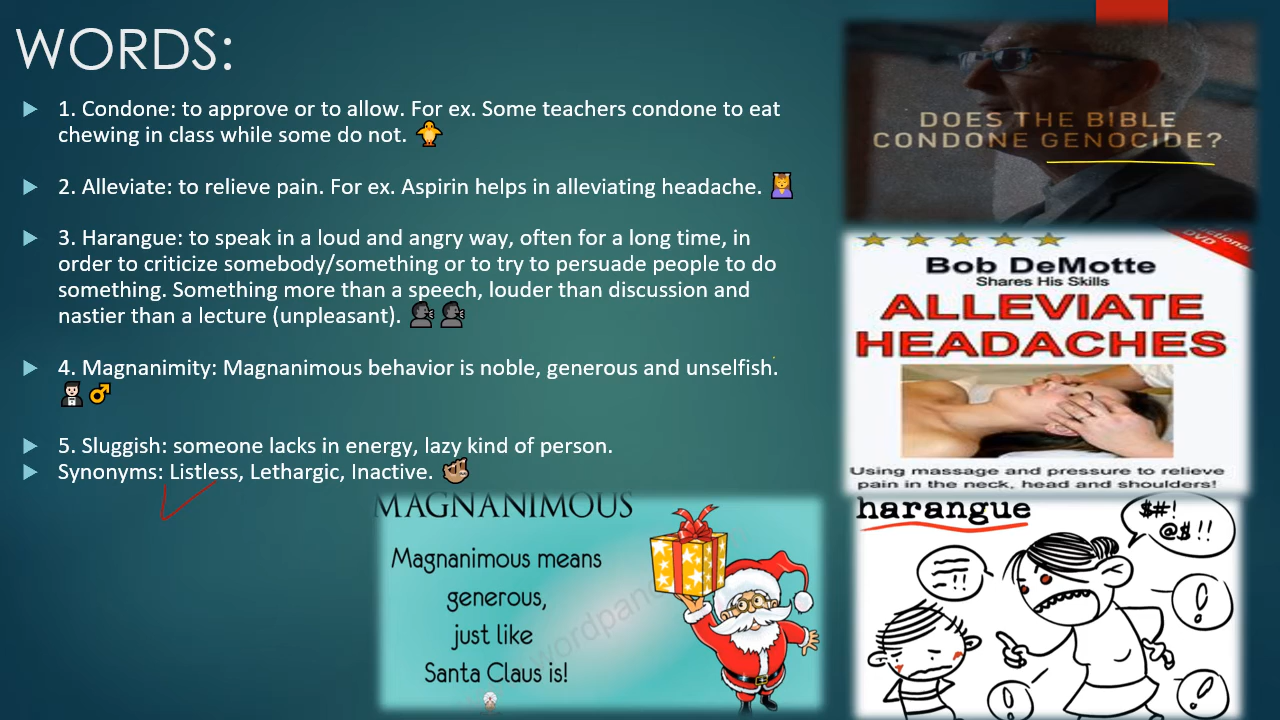 WORDS:
1. Condone: to approve or to allow. For ex. Some teachers condone to eat
chewing in class while some do not.
2. Alleviate: to relieve pain. For ex. Aspirin helps in alleviating headache.
3. Harangue: to speak in a loud and angry way, often for a long time, in
order to criticize somebody/something or to try to persuade people to do
something. Something more than a speech, louder than discussion and
nastier than a lecture (unpleasant).
4. Magnanimity: Magnanimous behavior is noble, generous and unselfish.
5. Sluggish: someone lacks in energy, lazy kind of person.
Synonyms: Listless, Lethargic, Inactive.
DOES THE BIBLE
CONDONE GENOCIDE?
DVD
Bob DeMotte
Shares His Skills
ALLEVIATE
HEADACHES
Using massage and pressure to relieve
pain in the neck, head and shoulders!
MAGNANIMOUS
Magnanimous means
generous,
just like
Santa Claus is!
harangue
$#!
@$!!
!!
!
!
!